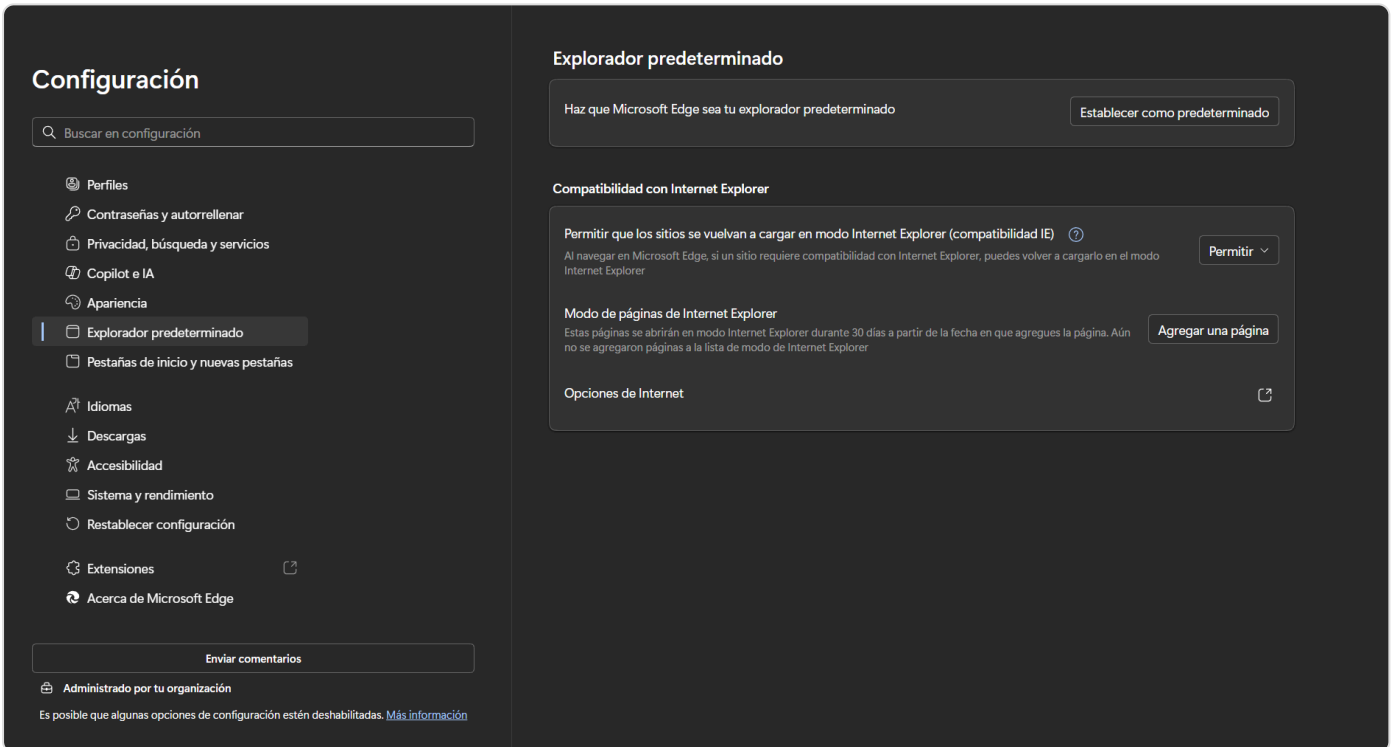 Configuración
Buscar en configuración
Perfiles
Contraseñas y autorrellenar
Privacidad, búsqueda y servicios
Copilot e IA
Apariencia
Explorador predeterminado
Pestañas de inicio y nuevas pestañas
Idiomas
Descargas
Accesibilidad
Sistema y rendimiento
Restablecer configuración
Extensiones
Acerca de Microsoft Edge
Enviar comentarios
Administrado por tu organización
Es posible que algunas opciones de configuración estén deshabilitadas. Más información
Explorador predeterminado
Haz que Microsoft Edge sea tu explorador predeterminado
Establecer como predeterminado
Compatibilidad con Internet Explorer
Permitir que los sitios se vuelvan a cargar en modo Internet Explorer (compatibilidad IE)
Al navegar en Microsoft Edge, si un sitio requiere compatibilidad con Internet Explorer, puedes volver a cargarlo en el modo
Internet Explorer
Permitir
Modo de páginas de Internet Explorer
Estas páginas se abrirán en modo Internet Explorer durante 30 días a partir de la fecha en que agregues la página. Aún
no se agregaron páginas a la lista de modo de Internet Explorer
Agregar una página
Opciones de Internet